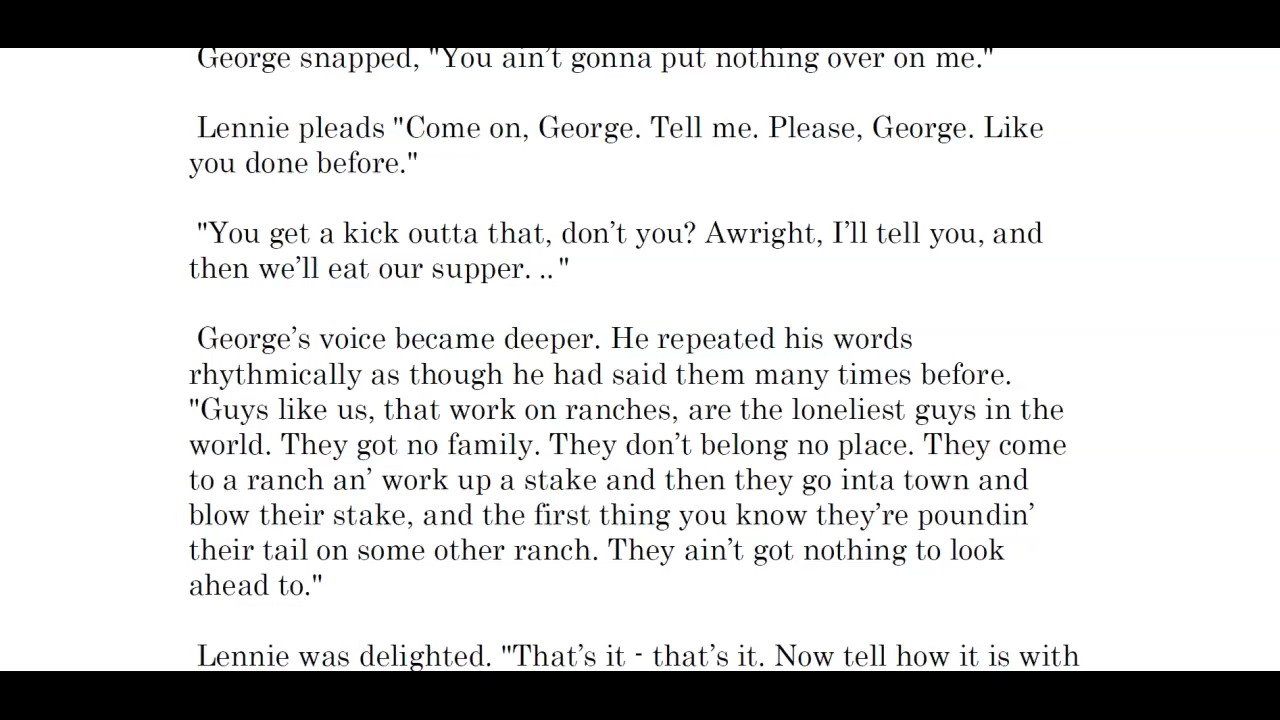 George snapped, "You ain’t gonna put nothing over on me."
Lennie pleads "Come on, George. Tell me. Please, George. Like
you done before."
"You get a kick outta that, don’t you? Awright, I’ll tell you, and
then we’ll eat our supper. .. "
George’s voice became deeper. He repeated his words
rhythmically as though he had said them many times before.
"Guys like us, that work on ranches, are the loneliest guys in the
world. They got no family. They don’t belong no place. They come
to a ranch an’ work up a stake and then they go inta town and
blow their stake, and the first thing you know they’re poundin’
their tail on some other ranch. They ain’t got nothing to look
ahead to."
Lennie was delighted. "That’s it - that’s it. Now tell how it is with